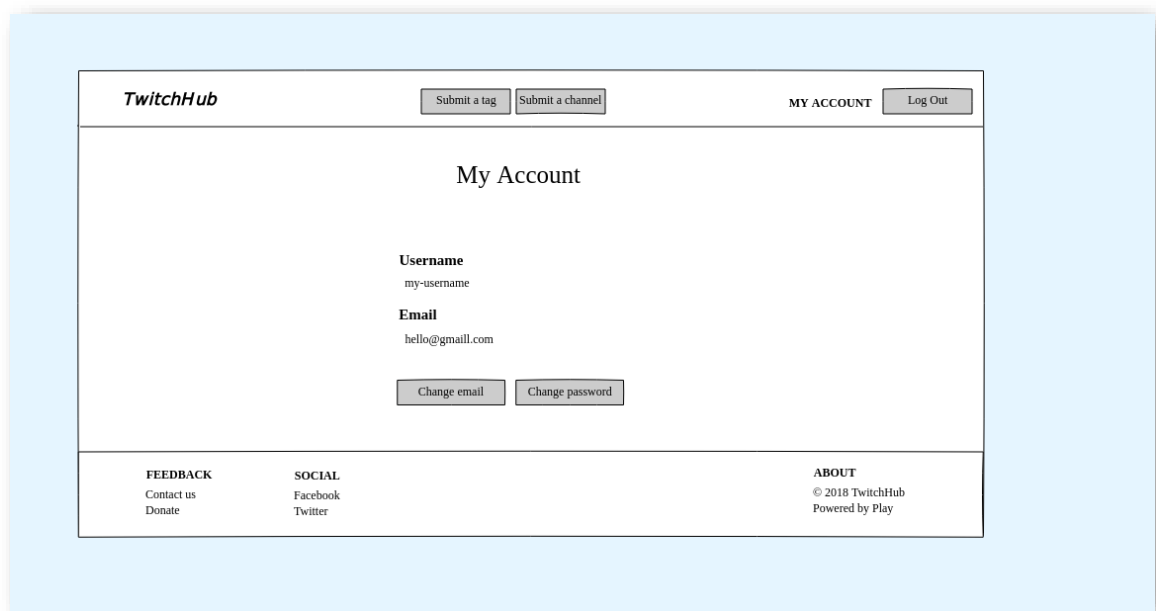 TwitchHub
Submit a tag
Submit a channel
MY ACCOUNT
Log Out
My Account
Username
my-username
Email
hello@gmaill.com
Change email
Change password
FEEDBACK
Contact us
Donate
SOCIAL
Facebook
Twitter
ABOUT
© 2018 TwitchHub
Powered by Play